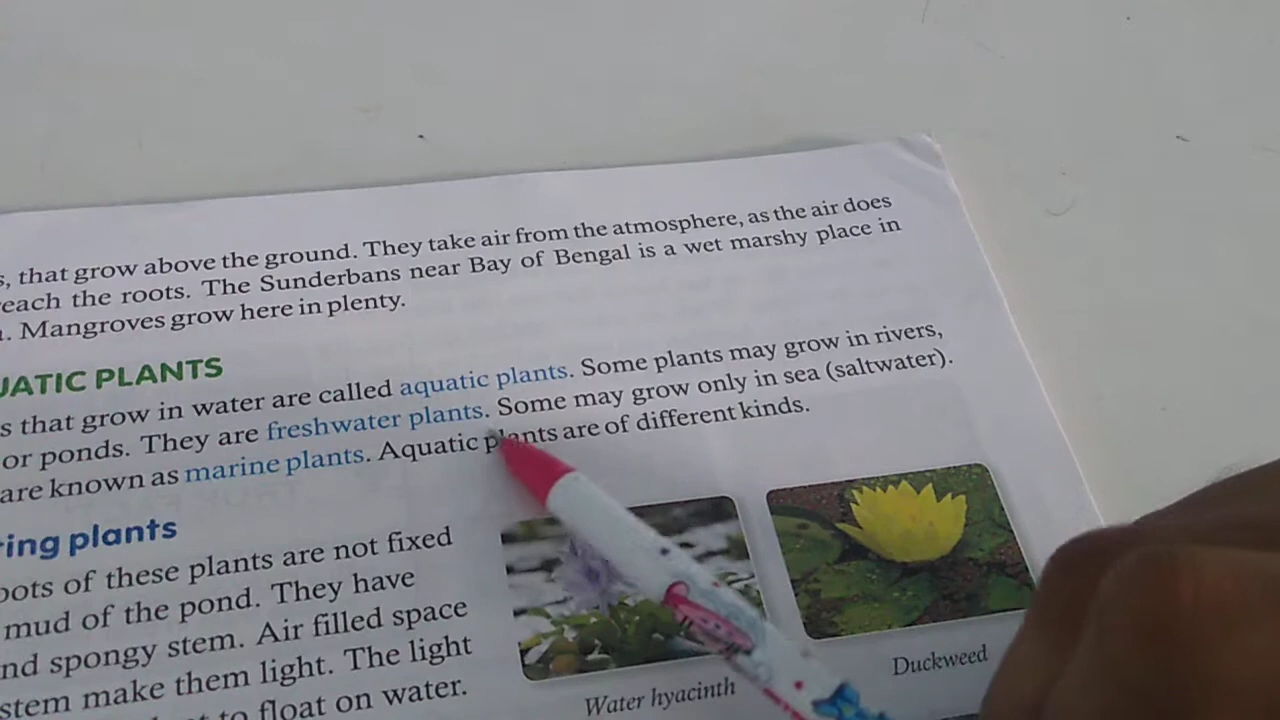 s, that grow above the ground. They take air from the atmosphere, as the air does
reach the roots. The Sunderbans near Bay of Bengal is a wet marshy place in
. Mangroves grow here in plenty.
UATIC PLANTS
s that grow in water are called aquatic plants. Some plants may grow in rivers,
or ponds. They are freshwater plants. Some may grow only in sea (saltwater).
are known as marine plants. Aquatic plants are of different kinds.
ing plants
oots of these plants are not fixed
mud of the pond. They have
nd spongy stem. Air filled space
stem make them light. The light
to float on water.
Water hyacinth
Duckweed